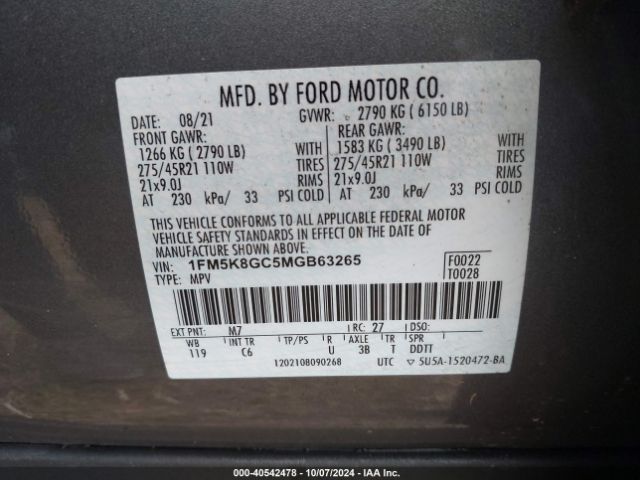 MFD. BY FORD MOTOR CO.
DATE: 08/21 GVWR: 2790 KG ( 6150 LB)
FRONT GAWR: REAR GAWR:
1266 KG ( 2790 LB) WITH 1583 KG ( 3490 LB) WITH
275/45R21 110W TIRES 275/45R21 110W TIRES
21x9.0J RIMS 21x9.0J RIMS
AT 230 kPa/ 33 PSI COLD AT 230 kPa/ 33 PSI COLD
THIS VEHICLE CONFORMS TO ALL APPLICABLE FEDERAL MOTOR
VEHICLE SAFETY STANDARDS IN EFFECT ON THE DATE OF
MANUFACTURE SHOWN ABOVE.
VIN: 1FM5K8GC5MGB63265 F0022
TYPE: MPV T0028
EXT PNT: M7 RC: 27 DSO:
WB INT TR TP/PS R AXLE TR SPR
119 C6 U 3B T DDTT
1202108090268 UTC ▽ 5U5A-1520472-BA
000-40542478 - 10/07/2024 - IAA Inc.